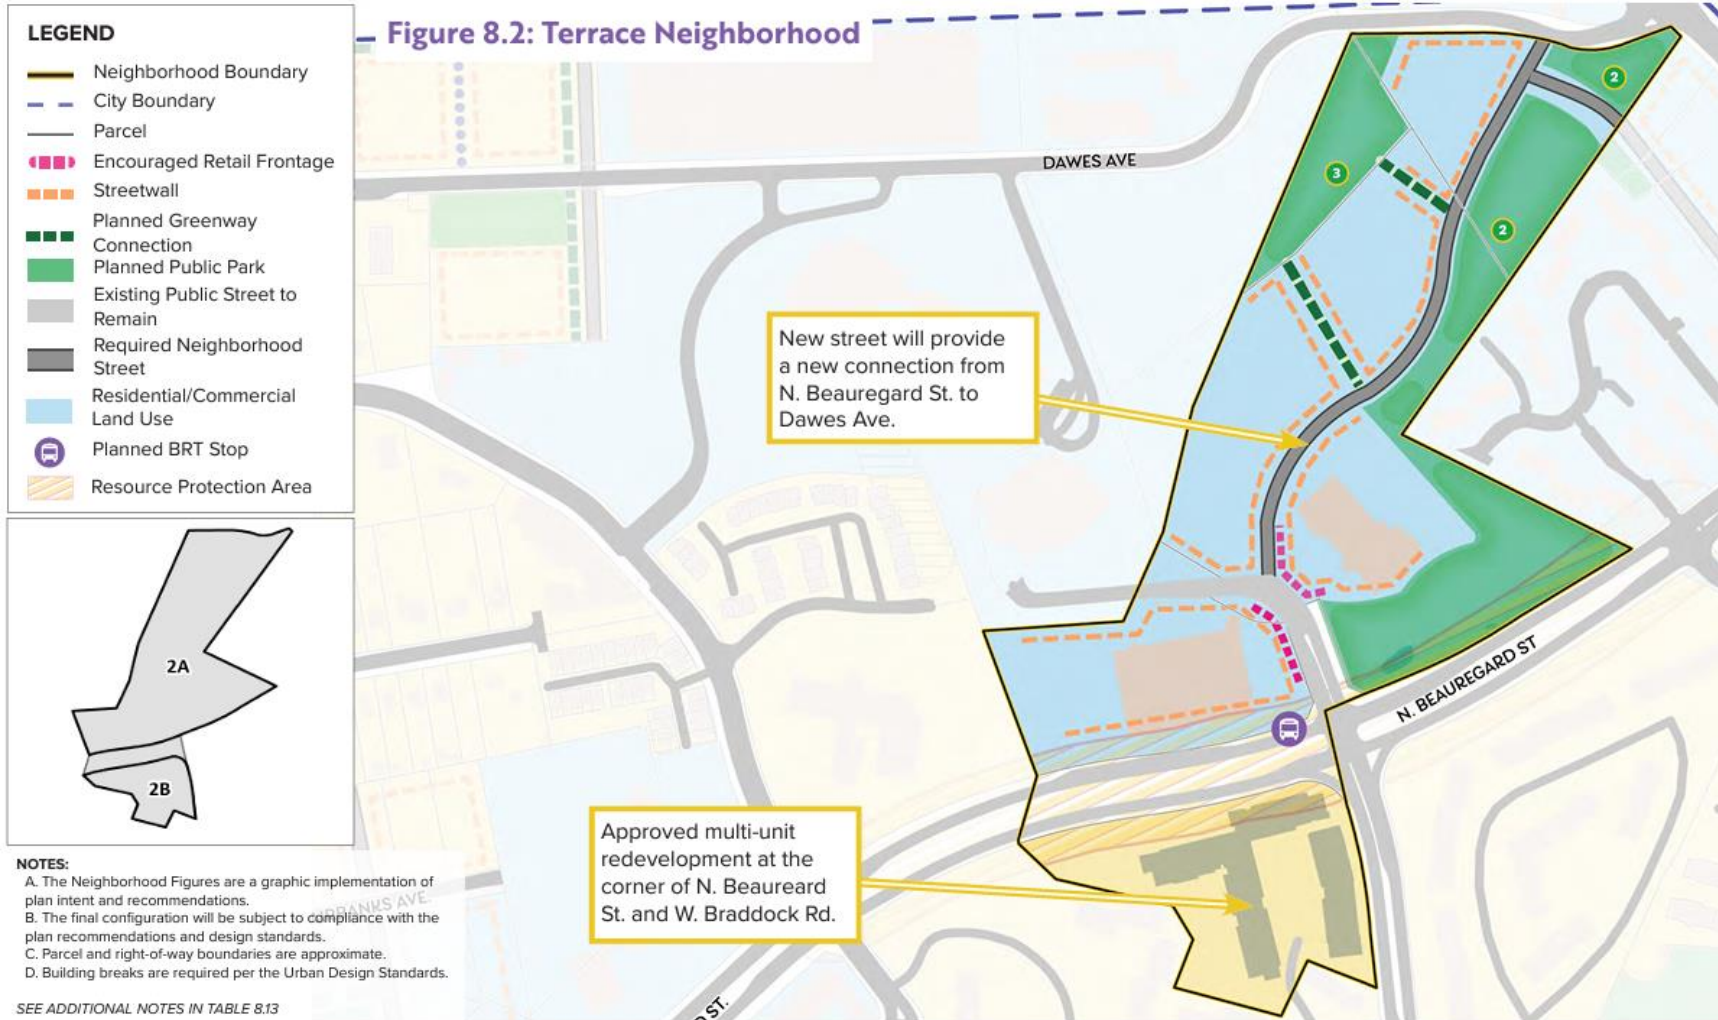 Figure 8.2: Terrace Neighborhood
LEGEND
Neighborhood Boundary
City Boundary
Parcel
Encouraged Retail Frontage
Streetwall
Planned Greenway
Connection
Planned Public Park
Existing Public Street to
Remain
Required Neighborhood
Street
Residential/Commercial
Land Use
Planned BRT Stop
Resource Protection Area
2A
2B
NOTES:
A. The Neighborhood Figures are a graphic implementation of
plan intent and recommendations.
B. The final configuration will be subject to compliance with the
plan recommendations and design standards.
C. Parcel and right-of-way boundaries are approximate.
D. Building breaks are required per the Urban Design Standards.
SEE ADDITIONAL NOTES IN TABLE 8.13
DAWES AVE
2
3
2
New street will provide
a new connection from
N. Beauregard St. to
Dawes Ave.
N. BEAUREGARD ST
Approved multi-unit
redevelopment at the
corner of N. Beaureard
St. and W. Braddock Rd.
AVE.
ST.